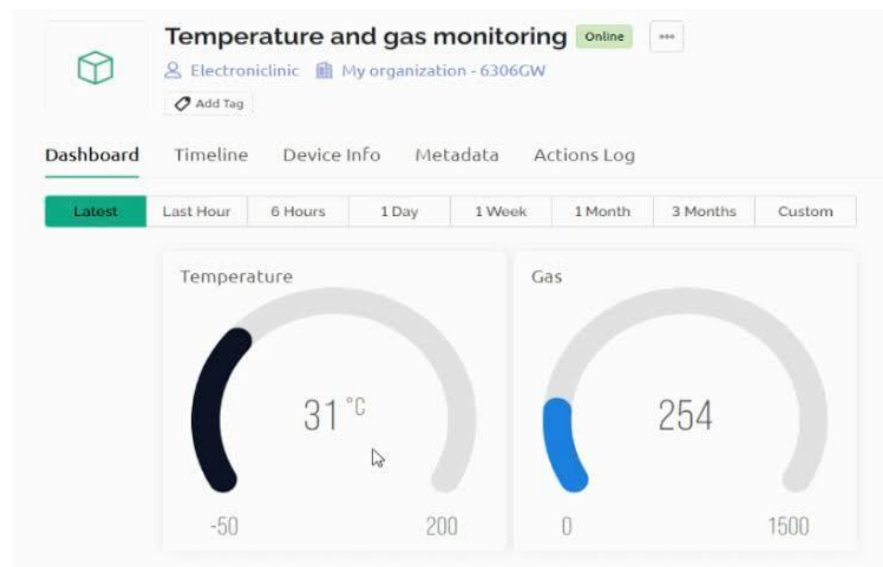 Temperature and gas monitoring Online
Electroniclinic My organization - 6306GW
Add Tag
Dashboard Timeline Device Info Metadata Actions Log
Latest Last Hour 6 Hours 1 Day 1 Week 1 Month 3 Months Custom
Temperature
31 °C
-50 200
Gas
254
0 1500